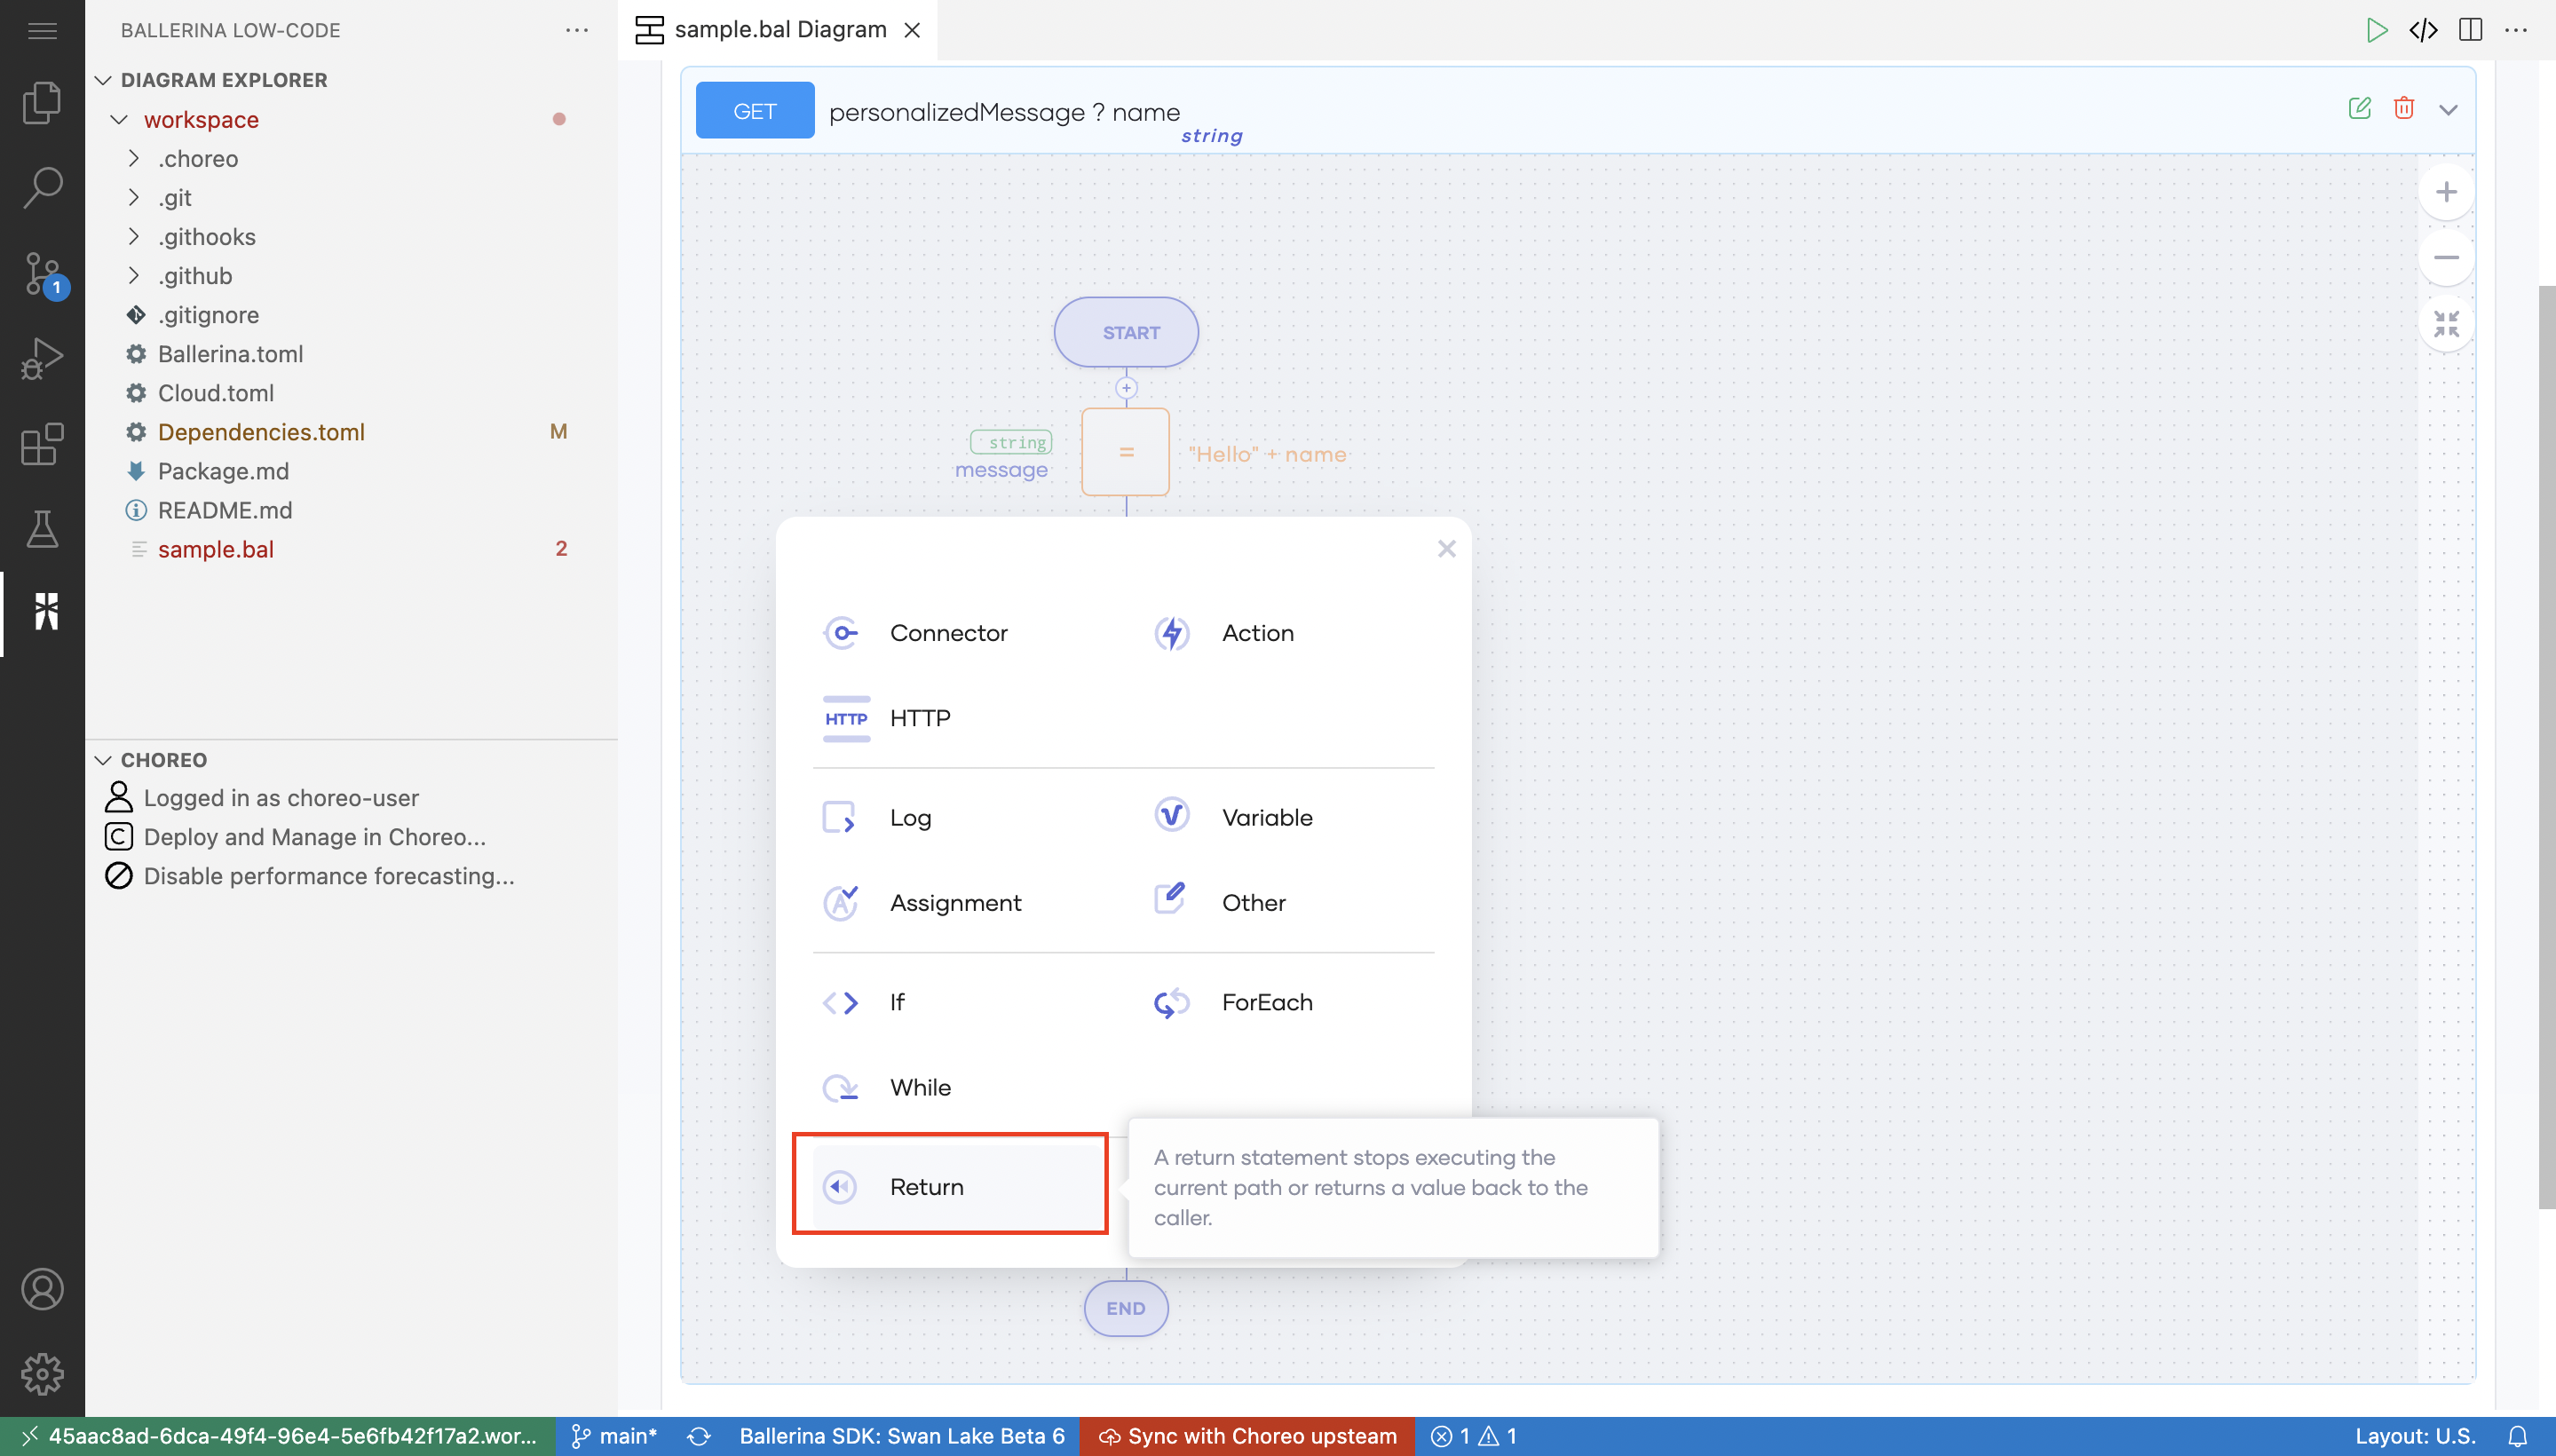 BALLERINA LOW-CODE
sample.bal Diagram
DIAGRAM EXPLORER
workspace
.choreo
.git
.githooks
.github
.gitignore
Ballerina.toml
Cloud.toml
Dependencies.toml M
Package.md
README.md
sample.bal 2
1
CHOREO
Logged in as choreo-user
C Deploy and Manage in Choreo...
Disable performance forecasting...
GET personalizedMessage ? name
string
START
string
message
=
"Hello" + name
Connector
Action
HTTP HTTP
Log
Variable
A Assignment
Other
If
ForEach
While
Return
A return statement stops executing the
current path or returns a value back to the
caller.
END
45aac8ad-6dca-49f4-96e4-5e6fb42f17a2.wor... main* Ballerina SDK: Swan Lake Beta 6 Sync with Choreo upsteam 1 1 Layout: U.S.